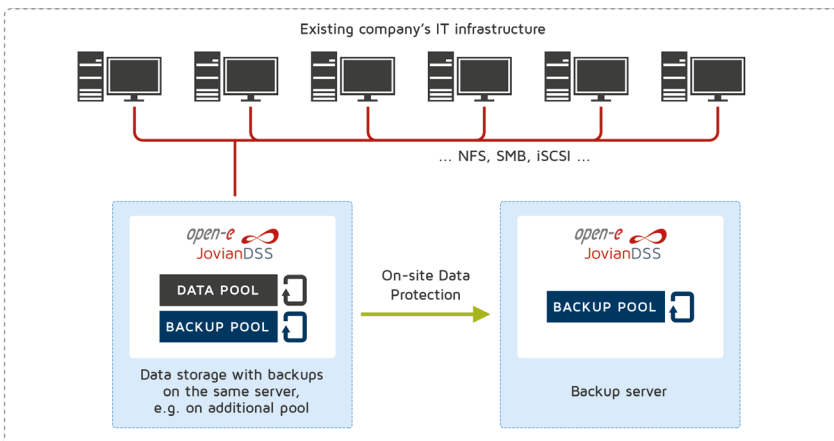 Existing company's IT infrastructure
... NFS, SMB, iSCSI ...
open-e
JovianDSS
DATA POOL
BACKUP POOL
Data storage with backups
on the same server,
e.g. on additional pool
On-site Data
Protection
open-e
JovianDSS
BACKUP POOL
Backup server